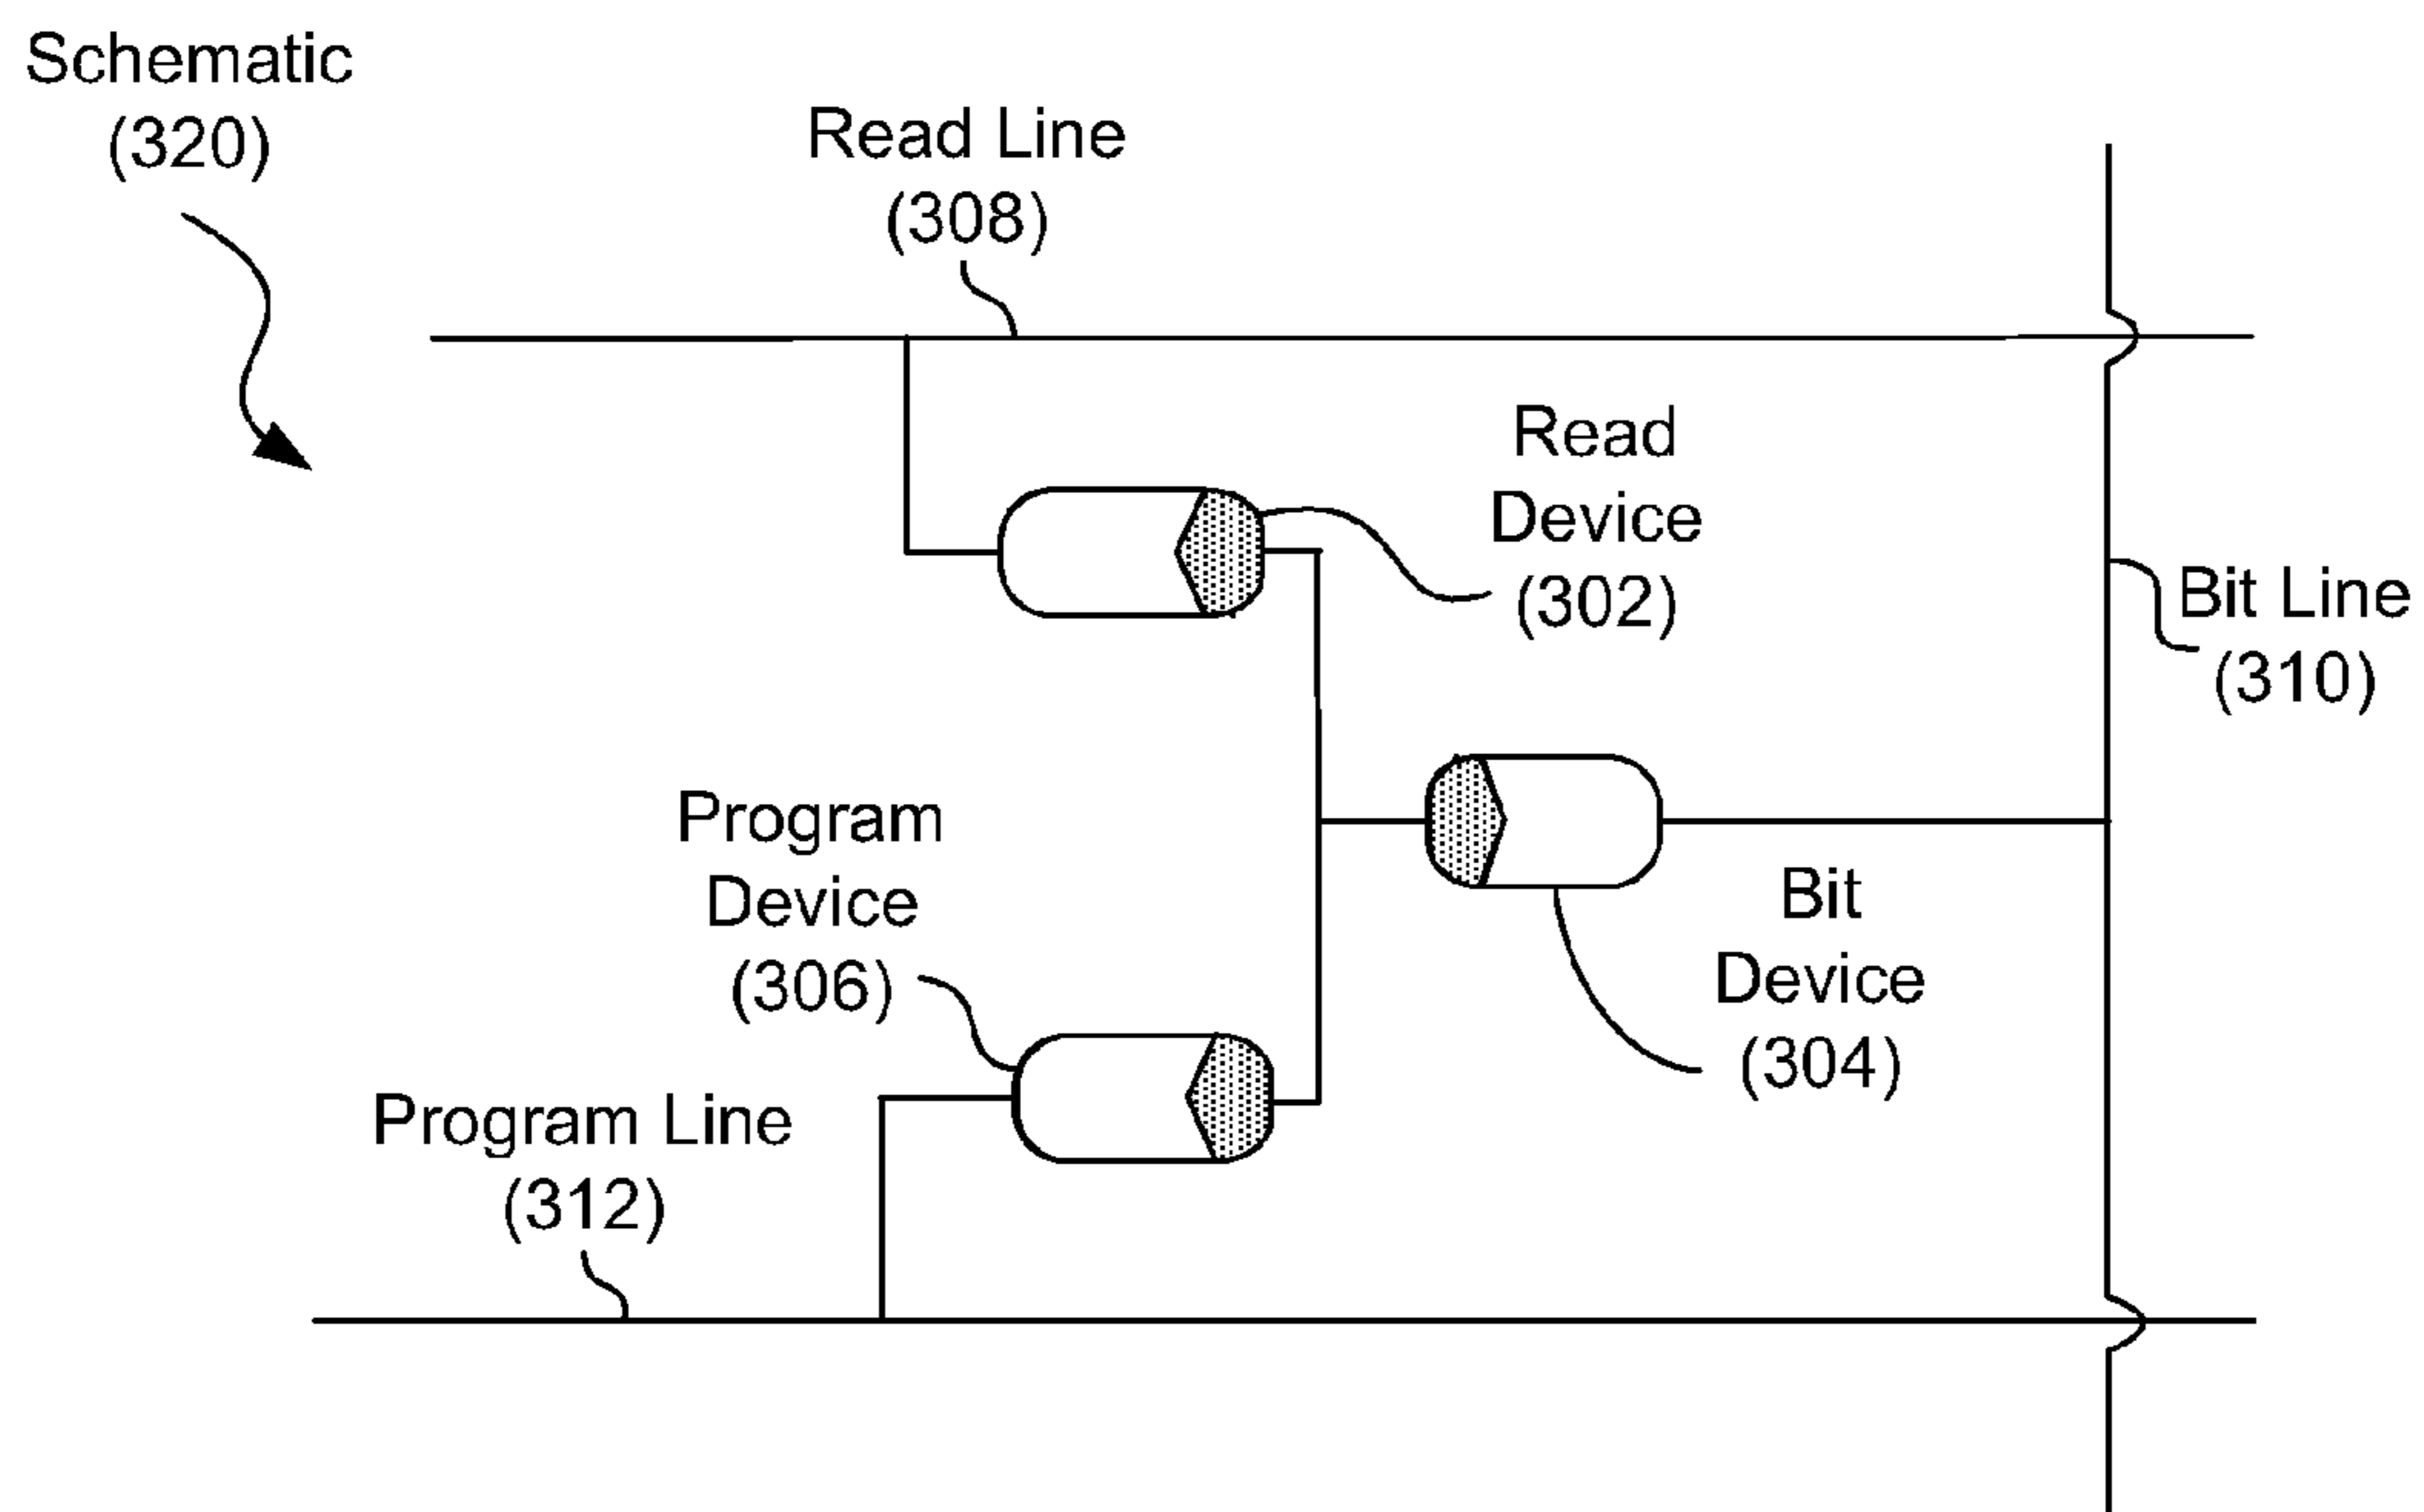 Schematic
(320)
Read Line
(308)
Read
Device
(302)
Bit Line
(310)
Program
Device
(306)
Bit
Device
(304)
Program Line
(312)